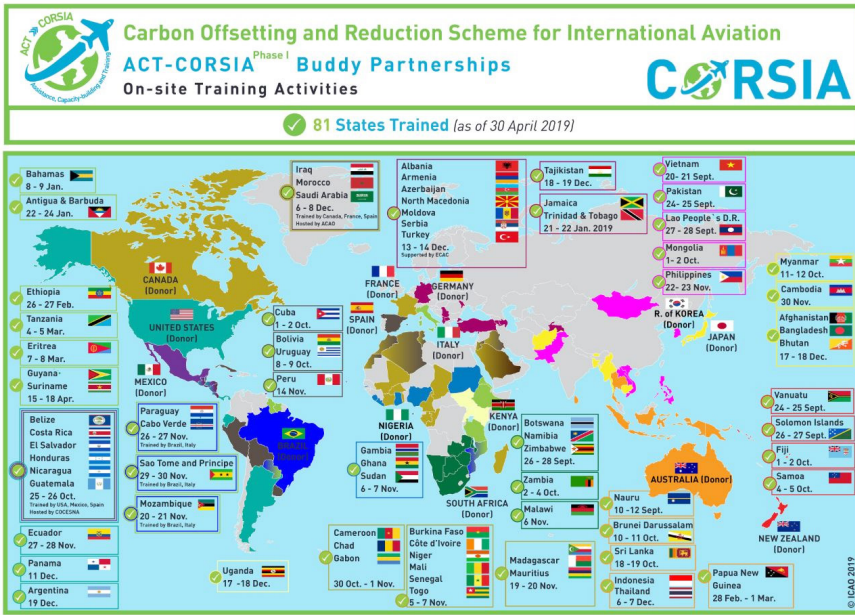 ACT CORSIA
Assistance, Capacity-building and Training
Carbon Offsetting and Reduction Scheme for International Aviation
ACT-CORSIA Phase I Buddy Partnerships
On-site Training Activities
CORSIA
81 States Trained (as of 30 April 2019)
Bahamas
8 - 9 Jan.
Antigua & Barbuda
22 - 24 Jan.
Iraq
Morocco
Saudi Arabia
6 - 8 Dec.
Trained by Canada, France, Spain
Hosted by ACAO
Albania
Armenia
Azerbaijan
North Macedonia
Moldova
Serbia
Turkey
13 - 14 Dec.
Supported by ECAC
Tajikistan
18 - 19 Dec.
Jamaica
Trinidad & Tobago
21 - 22 Jan. 2019
Vietnam
20- 21 Sept.
Pakistan
24- 25 Sept.
Lao People`s D.R.
27 - 28 Sept.
Mongolia
1- 2 Oct.
Philippines
22- 23 Nov.
Myanmar
11- 12 Oct.
Cambodia
30 Nov.
Afghanistan
Bangladesh
Bhutan
17 - 18 Dec.
CANADA
(Donor)
UNITED STATES
(Donor)
MEXICO
(Donor)
BRAZIL
(Donor)
FRANCE
(Donor)
GERMANY
(Donor)
SPAIN
(Donor)
ITALY
(Donor)
NIGERIA
(Donor)
KENYA
(Donor)
SOUTH AFRICA
(Donor)
R. of KOREA
(Donor)
JAPAN
(Donor)
AUSTRALIA
(Donor)
NEW ZEALAND
(Donor)
Ethiopia
26 - 27 Feb.
Tanzania
4 - 5 Mar.
Eritrea
7 - 8 Mar.
Guyana-
Suriname
15 - 18 Apr.
Belize
Costa Rica
El Salvador
Honduras
Nicaragua
Guatemala
25 - 26 Oct.
Trained by USA, Mexico, Spain
Hosted by COCESNA
Ecuador
27 - 28 Nov.
Panama
11 Dec.
Argentina
19 Dec.
Cuba
1 - 2 Oct.
Bolivia
Uruguay
8 - 9 Oct.
Peru
14 Nov.
Paraguay
Cabo Verde
26 - 27 Nov.
Trained by Brazil, Italy
Sao Tome and Principe
29 - 30 Nov.
Trained by Brazil, Italy
Mozambique
20 - 21 Nov.
Trained by Brazil, Italy
Uganda
17 -18 Dec.
Gambia
Ghana
Sudan
6 - 7 Nov.
Cameroon
Chad
Gabon
30 Oct. - 1 Nov.
Burkina Faso
Côte d'Ivoire
Niger
Mali
Senegal
Togo
5 - 7 Nov.
Botswana
Namibia
Zimbabwe
26 - 28 Sept.
Zambia
2 - 4 Oct.
Malawi
6 Nov.
Madagascar
Mauritius
19 - 20 Nov.
Nauru
10 -12 Sept.
Brunei Darussalam
10 - 11 Oct.
Sri Lanka
18 -19 Oct.
Indonesia
Thailand
6 - 7 Dec.
Papua New
Guinea
28 Feb. - 1 Mar.
Vanuatu
24 - 25 Sept.
Solomon Islands
26 - 27 Sept.
Fiji
1 - 2 Oct.
Samoa
4 - 5 Oct.
© ICAO 2019